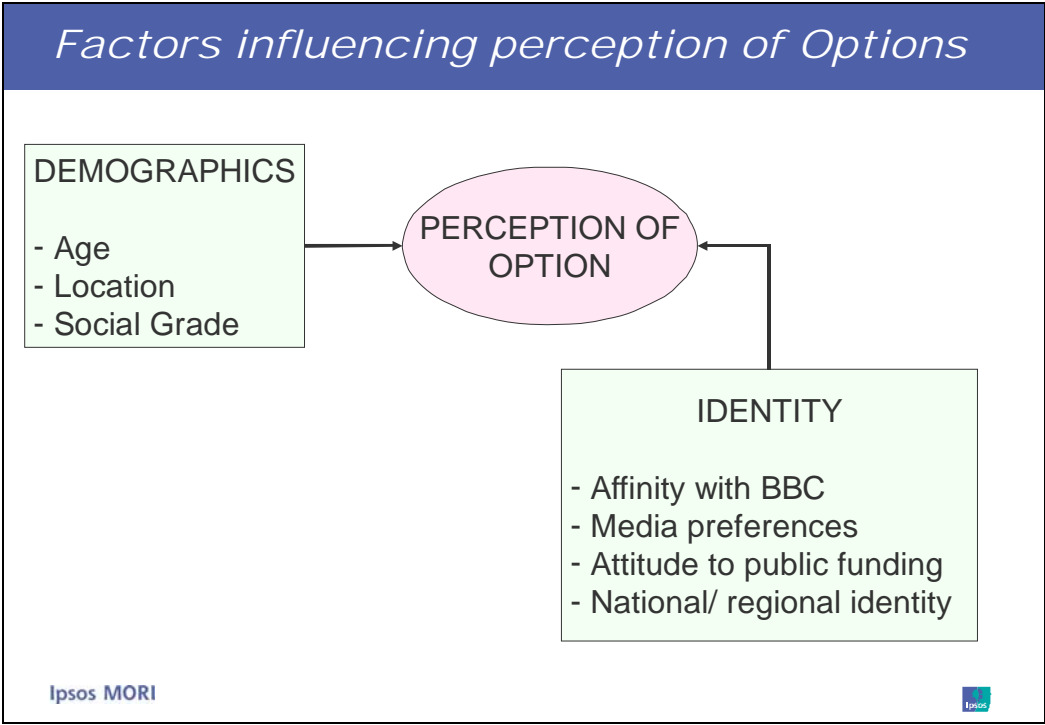 Factors influencing perception of Options
DEMOGRAPHICS
- Age
- Location
- Social Grade
PERCEPTION OF
OPTION
IDENTITY
- Affinity with BBC
- Media preferences
- Attitude to public funding
- National/ regional identity
Ipsos MORI
Ipsos